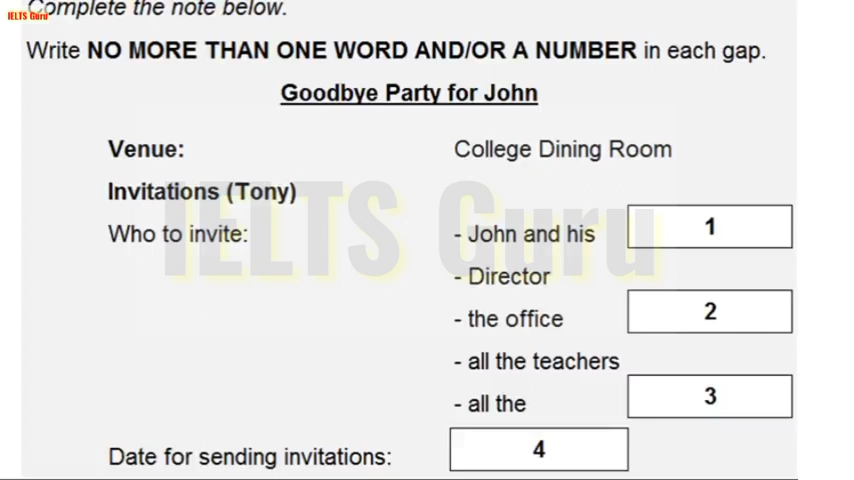 Complete the note below.
IELTS Guru
Write NO MORE THAN ONE WORD AND/OR A NUMBER in each gap.
Goodbye Party for John
Venue: College Dining Room
Invitations (Tony)
IELTS Guru
Who to invite: - John and his 1
- Director
- the office 2
- all the teachers
- all the 3
Date for sending invitations: 4